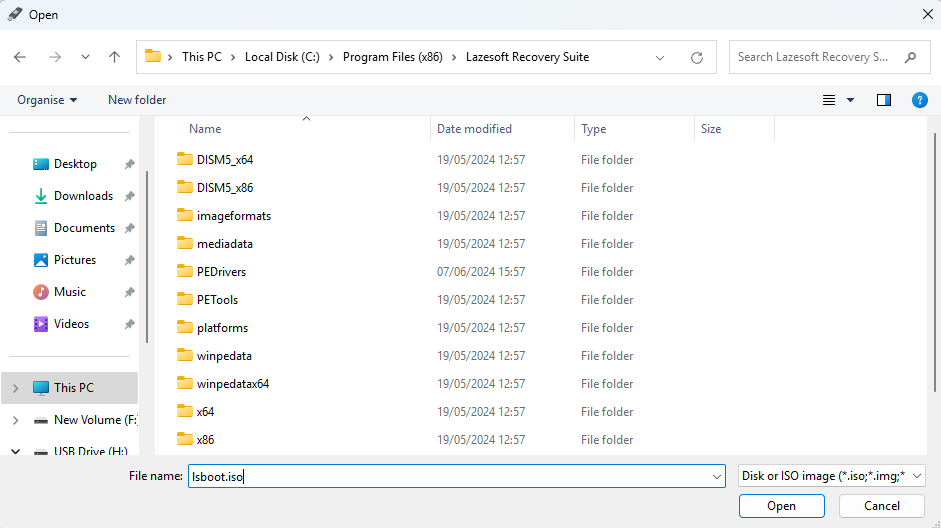 Open
This PC > Local Disk (C:) > Program Files (x86) > Lazesoft Recovery Suite
Search Lazesoft Recovery S...
Organise
New folder
Name
Date modified
Type
Size
Desktop
Downloads
Documents
Pictures
Music
Videos
This PC
New Volume (F:
USB Drive (H:)
DISM5_x64 19/05/2024 12:57 File folder
DISM5_x86 19/05/2024 12:57 File folder
imageformats 19/05/2024 12:57 File folder
mediadata 19/05/2024 12:57 File folder
PEDrivers 07/06/2024 15:57 File folder
PETools 19/05/2024 12:57 File folder
platforms 19/05/2024 12:57 File folder
winpedata 19/05/2024 12:57 File folder
winpedatax64 19/05/2024 12:57 File folder
x64 19/05/2024 12:57 File folder
x86 19/05/2024 12:57 File folder
File name: lsboot.iso
Disk or ISO image (*.iso;*.img;*
Open
Cancel